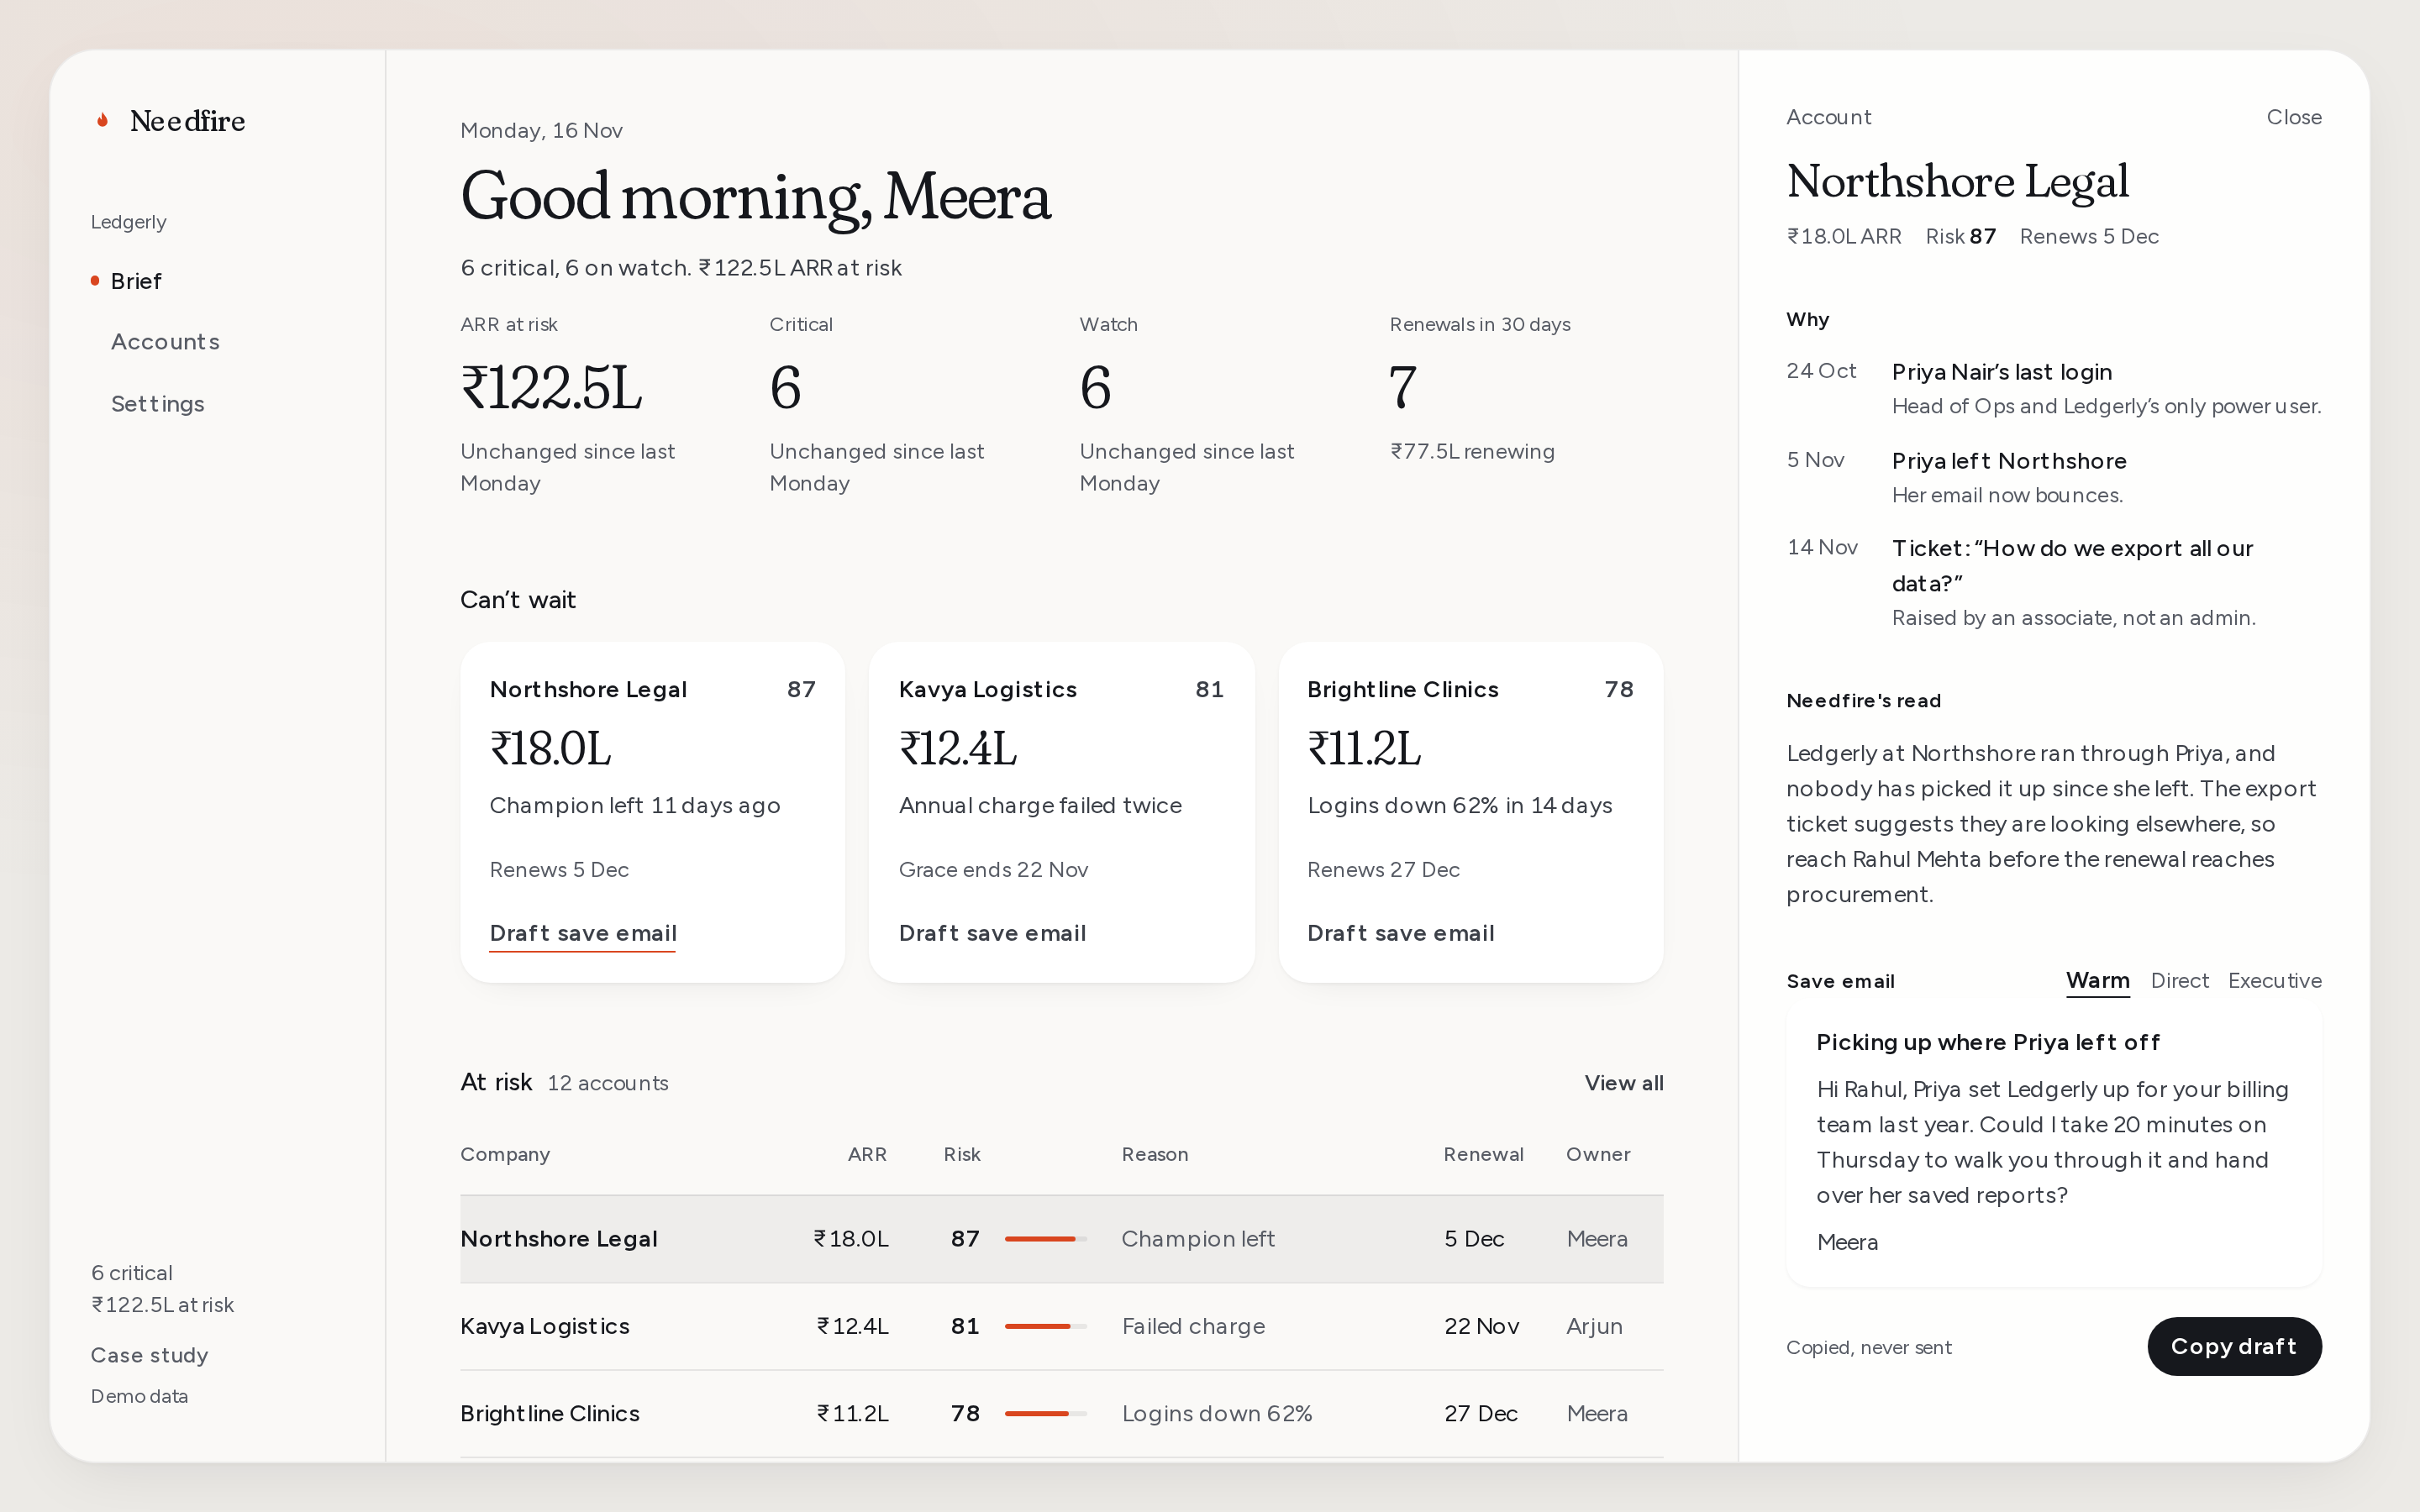 Needfire
Ledgerly
Brief
Accounts
Settings
6 critical
₹122.5L at risk
Case study
Demo data
Monday, 16 Nov
Good morning, Meera
6 critical, 6 on watch. ₹122.5L ARR at risk
ARR at risk
₹122.5L
Unchanged since last
Monday
Critical
6
Unchanged since last
Monday
Watch
6
Unchanged since last
Monday
Renewals in 30 days
7
₹77.5L renewing
Can’t wait
Northshore Legal 87
₹18.0L
Champion left 11 days ago
Renews 5 Dec
Draft save email
Kavya Logistics 81
₹12.4L
Annual charge failed twice
Grace ends 22 Nov
Draft save email
Brightline Clinics 78
₹11.2L
Logins down 62% in 14 days
Renews 27 Dec
Draft save email
At risk 12 accounts View all
Company ARR Risk Reason Renewal Owner
Northshore Legal ₹18.0L 87 Champion left 5 Dec Meera
Kavya Logistics ₹12.4L 81 Failed charge 22 Nov Arjun
Brightline Clinics ₹11.2L 78 Logins down 62% 27 Dec Meera
Account Close
Northshore Legal
₹18.0L ARR Risk 87 Renews 5 Dec
Why
24 Oct Priya Nair’s last login
Head of Ops and Ledgerly’s only power user.
5 Nov Priya left Northshore
Her email now bounces.
14 Nov Ticket: “How do we export all our
data?”
Raised by an associate, not an admin.
Needfire's read
Ledgerly at Northshore ran through Priya, and
nobody has picked it up since she left. The export
ticket suggests they are looking elsewhere, so
reach Rahul Mehta before the renewal reaches
procurement.
Save email Warm Direct Executive
Picking up where Priya left off
Hi Rahul, Priya set Ledgerly up for your billing
team last year. Could I take 20 minutes on
Thursday to walk you through it and hand
over her saved reports?
Meera
Copied, never sent Copy draft